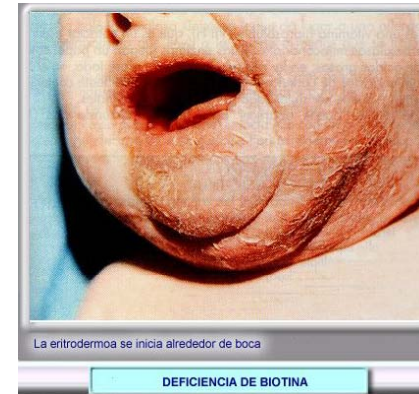 La eritrodermoa se inicia alrededor de boca
DEFICIENCIA DE BIOTINA